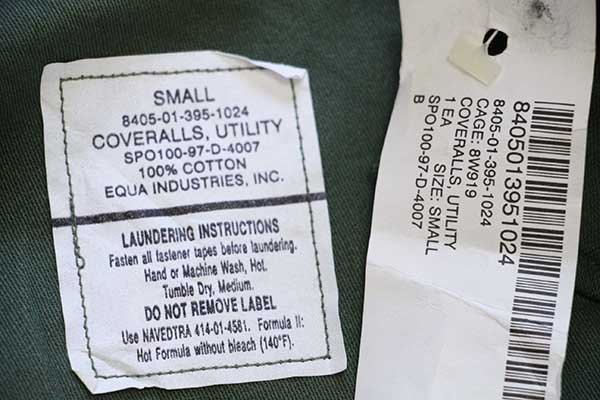 SMALL
8405-01-395-1024
COVERALLS, UTILITY
SPO100-97-D-4007
100% COTTON
EQUA INDUSTRIES, INC.
LAUNDERING INSTRUCTIONS
Fasten all fastener tapes before laundering.
Hand or Machine Wash, Hot.
Tumble Dry, Medium.
DO NOT REMOVE LABEL
Use NAVEDTRA 414-01-4581. Formula II:
Hot Formula without bleach (140°F).
8405013951024
8405-01-395-1024
CAGE: 8W919
COVERALLS, UTILITY
1 EA SIZE: SMALL
SPO100-97-D-4007
B